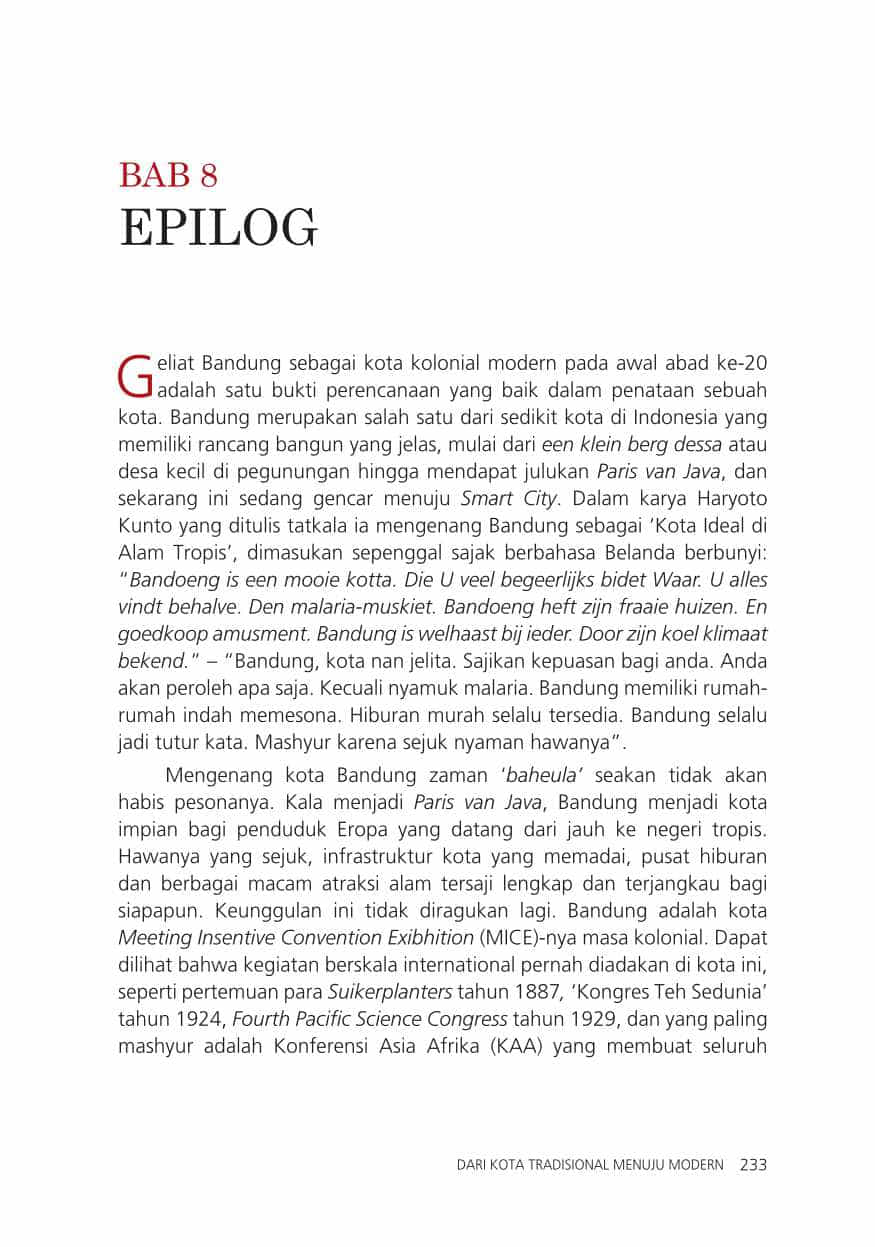 BAB 8
EPILOG
Geliat Bandung sebagai kota kolonial modern pada awal abad ke-20
adalah satu bukti perencanaan yang baik dalam penataan sebuah
kota. Bandung merupakan salah satu dari sedikit kota di Indonesia yang
memiliki rancang bangun yang jelas, mulai dari een klein berg dessa atau
desa kecil di pegunungan hingga mendapat julukan Paris van Java, dan
sekarang ini sedang gencar menuju Smart City. Dalam karya Haryoto
Kunto yang ditulis tatkala ia mengenang Bandung sebagai ‘Kota Ideal di
Alam Tropis’, dimasukan sepenggal sajak berbahasa Belanda berbunyi:
“Bandoeng is een mooie kotta. Die U veel begeerlijks bidet Waar. U alles
vindt behalve. Den malaria-muskiet. Bandoeng heft zijn fraaie huizen. En
goedkoop amusment. Bandung is welhaast bij ieder. Door zijn koel klimaat
bekend.” – “Bandung, kota nan jelita. Sajikan kepuasan bagi anda. Anda
akan peroleh apa saja. Kecuali nyamuk malaria. Bandung memiliki rumah-
rumah indah memesona. Hiburan murah selalu tersedia. Bandung selalu
jadi tutur kata. Mashyur karena sejuk nyaman hawanya”.
Mengenang kota Bandung zaman ‘baheula’ seakan tidak akan
habis pesonanya. Kala menjadi Paris van Java, Bandung menjadi kota
impian bagi penduduk Eropa yang datang dari jauh ke negeri tropis.
Hawanya yang sejuk, infrastruktur kota yang memadai, pusat hiburan
dan berbagai macam atraksi alam tersaji lengkap dan terjangkau bagi
siapapun. Keunggulan ini tidak diragukan lagi. Bandung adalah kota
Meeting Insentive Convention Exibhition (MICE)-nya masa kolonial. Dapat
dilihat bahwa kegiatan berskala international pernah diadakan di kota ini,
seperti pertemuan para Suikerplanters tahun 1887, ‘Kongres Teh Sedunia’
tahun 1924, Fourth Pacific Science Congress tahun 1929, dan yang paling
mashyur adalah Konferensi Asia Afrika (KAA) yang membuat seluruh
DARI KOTA TRADISIONAL MENUJU MODERN 233